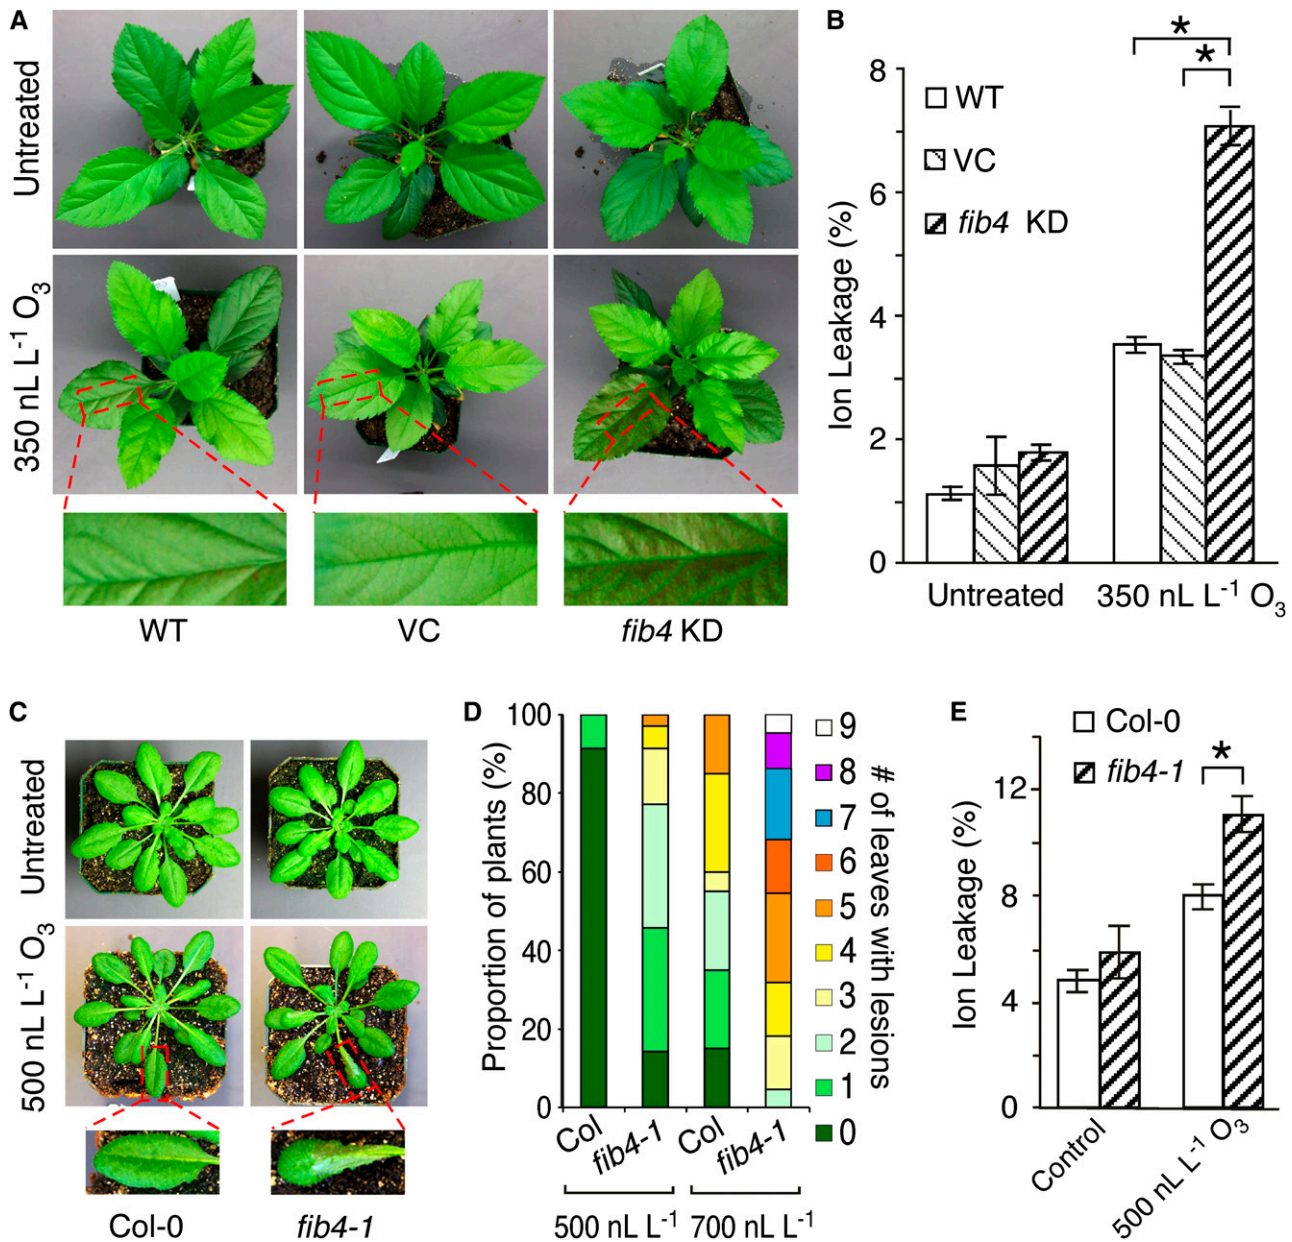 A
Untreated
350 nL L-1 O3
WT
VC
fib4 KD
B
Ion Leakage (%)
8
6
4
2
0
WT
VC
fib4 KD
*
*
Untreated
350 nL L-1 O3
C
Untreated
500 nL L-1 O3
Col-0
fib4-1
D
Proportion of plants (%)
100
80
60
40
20
0
Col
fib4-1
Col
fib4-1
500 nL L-1
700 nL L-1
9
8
7
6
5
4
3
2
1
0
# of leaves with lesions
E
Col-0
fib4-1
*
Ion Leakage (%)
12
8
4
0
Control
500 nL L-1 O3